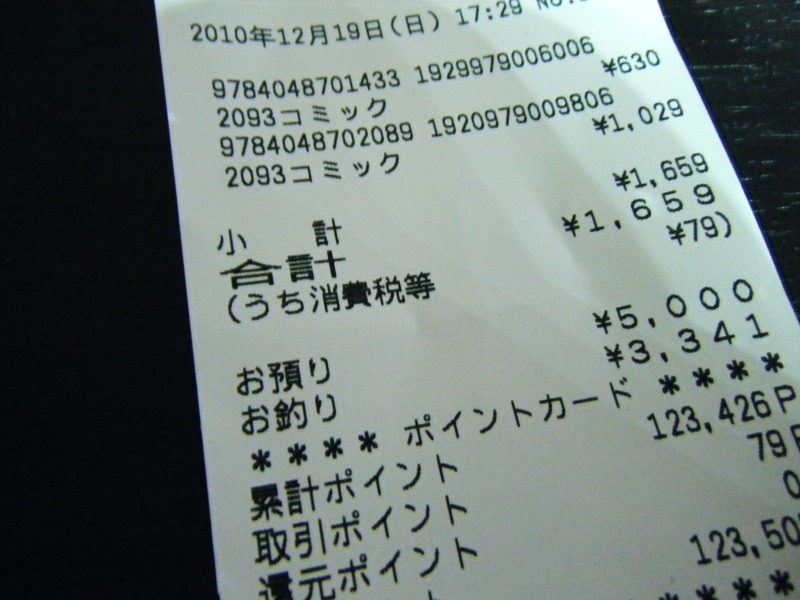 2010年12月19日(日) 17:29
9784048701433 1929979006006
2093コミック ¥630
9784048702089 1920979009806
2093コミック ¥1,029
小 計 ¥1,659
合計 ¥1,659
(うち消費税等 ¥79)
お預り ¥5,000
お釣り ¥3,341
**** ポイントカード ****
累計ポイント 123,426P
取引ポイント 79P
還元ポイント 0
123,50